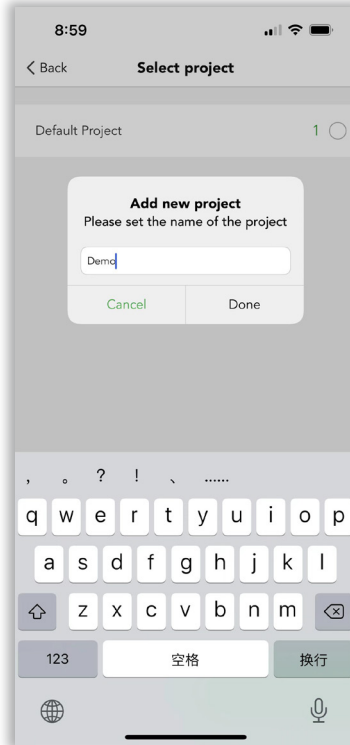 8:59
Back
Select project
Default Project 1
Add new project
Please set the name of the project
Demo
Cancel Done
, 。 ? ! 、 ……
q w e r t y u i o p
a s d f g h j k l
z x c v b n m
123 空格 换行